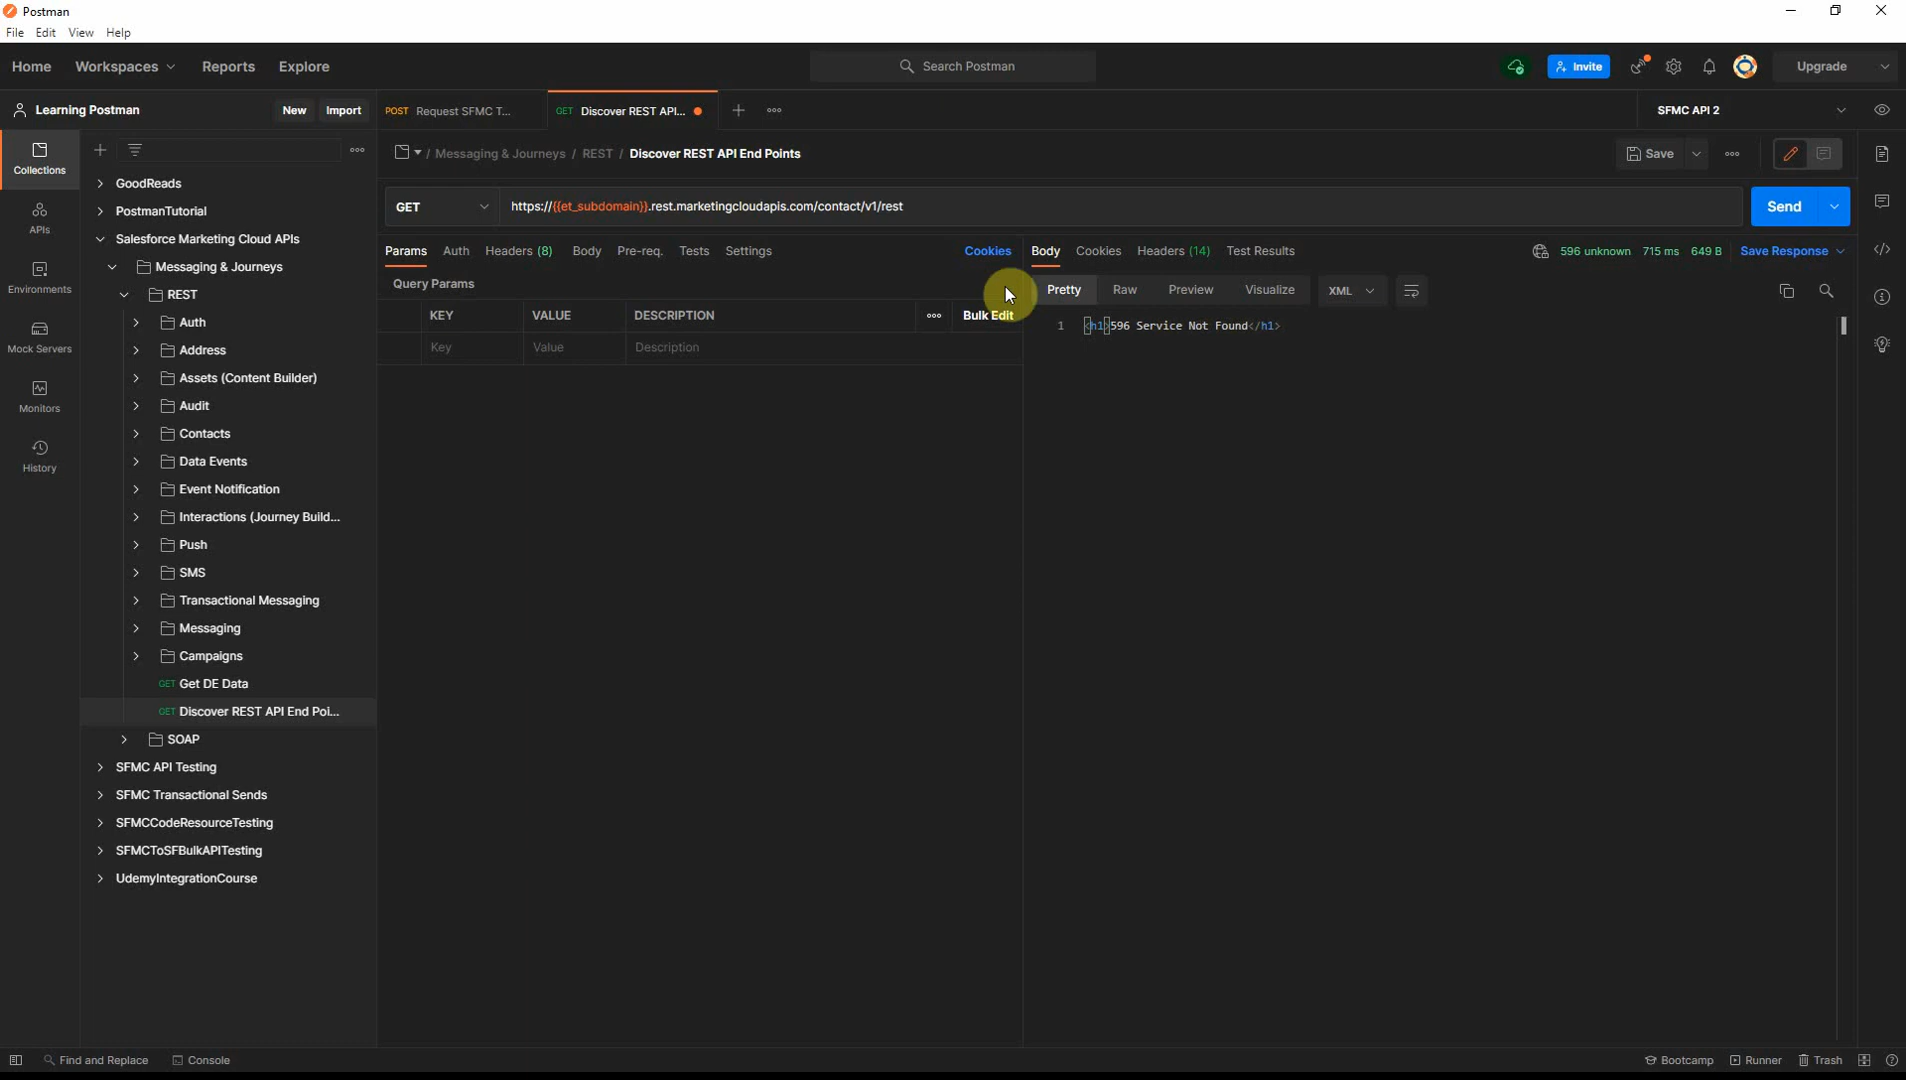 Postman
File Edit View Help
Home Workspaces Reports Explore
Search Postman
Invite
Upgrade
Learning Postman
New Import
POST Request SFMC T...
GET Discover REST API...
SFMC API 2
Collections
APIs
Environments
Mock Servers
Monitors
History
GoodReads
PostmanTutorial
Salesforce Marketing Cloud APIs
Messaging & Journeys
REST
Auth
Address
Assets (Content Builder)
Audit
Contacts
Data Events
Event Notification
Interactions (Journey Build...
Push
SMS
Transactional Messaging
Messaging
Campaigns
GET Get DE Data
GET Discover REST API End Poi...
SOAP
SFMC API Testing
SFMC Transactional Sends
SFMCCodeResourceTesting
SFMCToSFBulkAPITesting
UdemyIntegrationCourse
/ Messaging & Journeys / REST / Discover REST API End Points
Save
GET
https://{{et_subdomain}}.rest.marketingcloudapis.com/contact/v1/rest
Send
Params Auth Headers (8) Body Pre-req. Tests Settings Cookies
Query Params
KEY VALUE DESCRIPTION Bulk Edit
Key Value Description
Body Cookies Headers (14) Test Results
596 unknown 715 ms 649 B Save Response
Pretty Raw Preview Visualize XML
1 <h1>596 Service Not Found</h1>
Find and Replace Console
Bootcamp Runner Trash